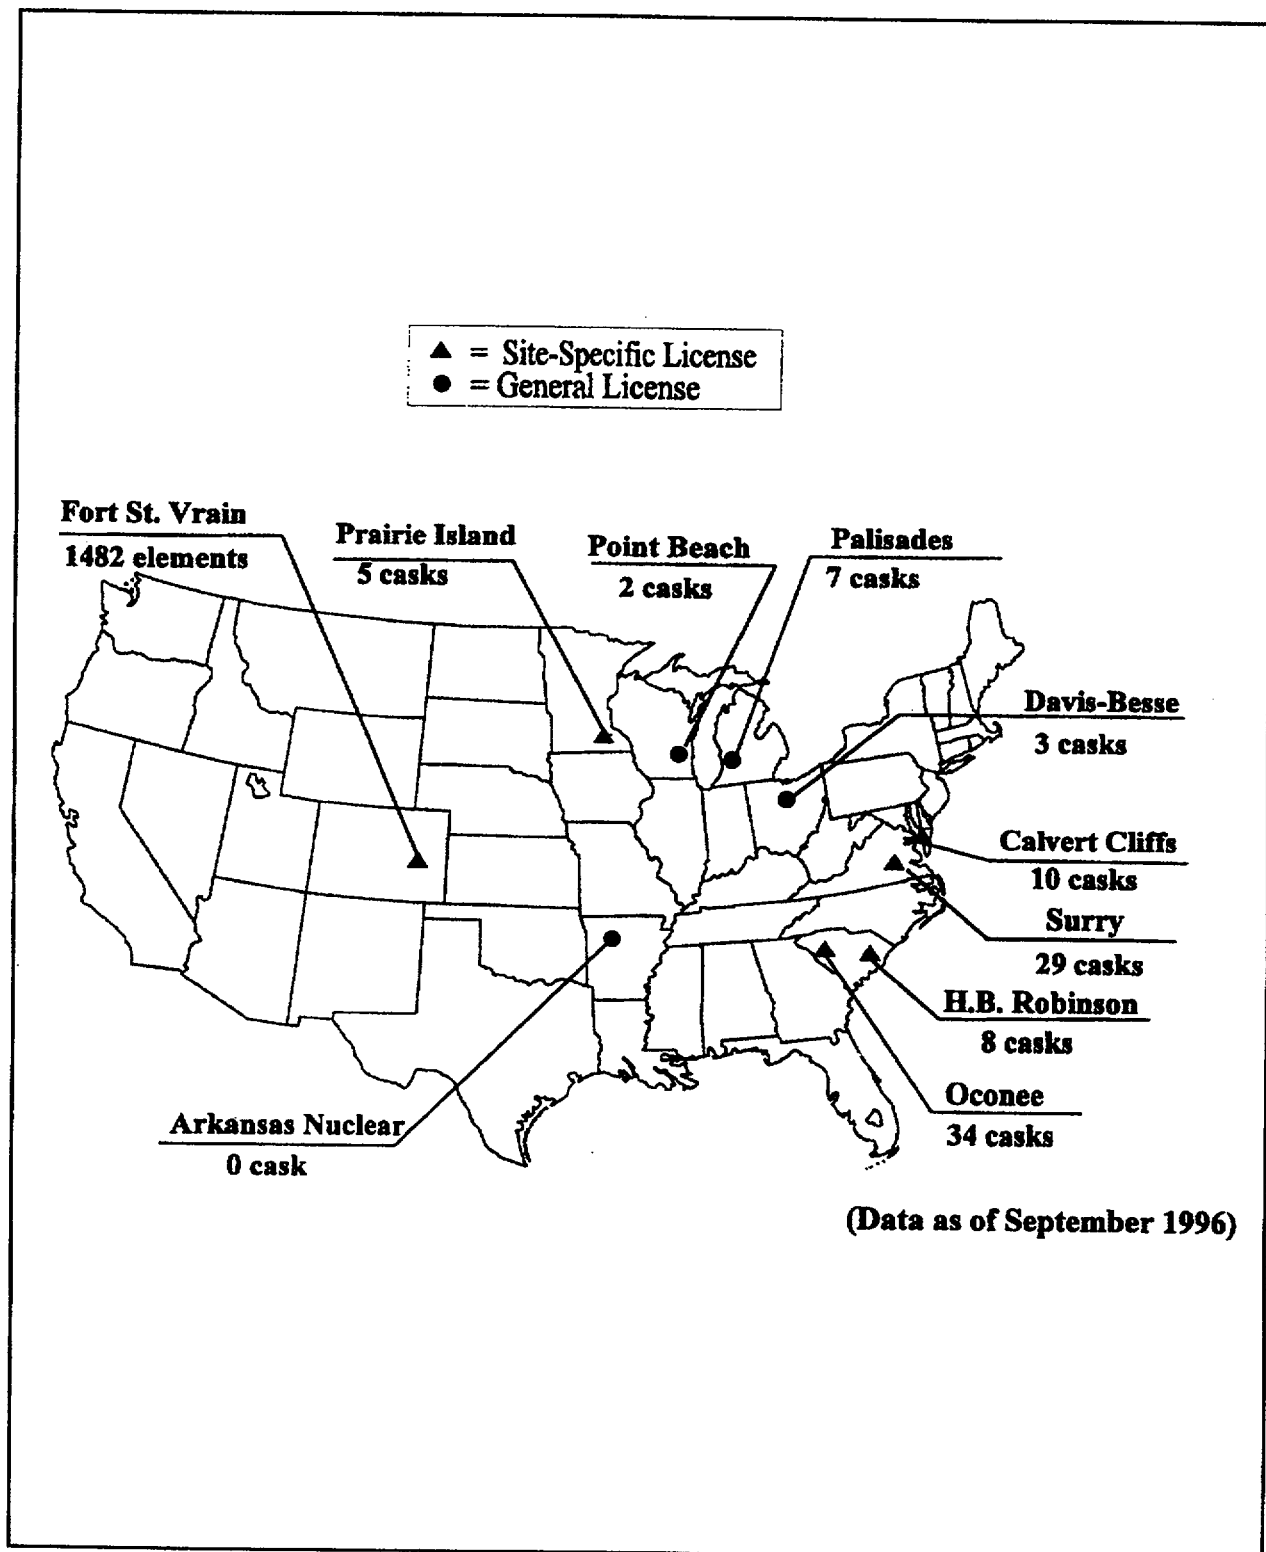 ▲ = Site-Specific License
● = General License
Fort St. Vrain
1482 elements
Prairie Island
5 casks
Point Beach
2 casks
Palisades
7 casks
Davis-Besse
3 casks
Calvert Cliffs
10 casks
Surry
29 casks
H.B. Robinson
8 casks
Oconee
34 casks
Arkansas Nuclear
0 cask
(Data as of September 1996)